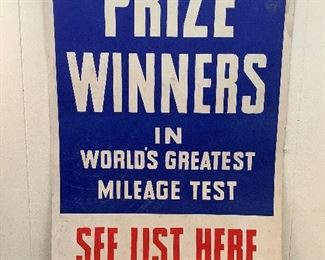 PRIZE
WINNERS
IN
WORLD'S GREATEST
MILEAGE TEST
SEE LIST HERE